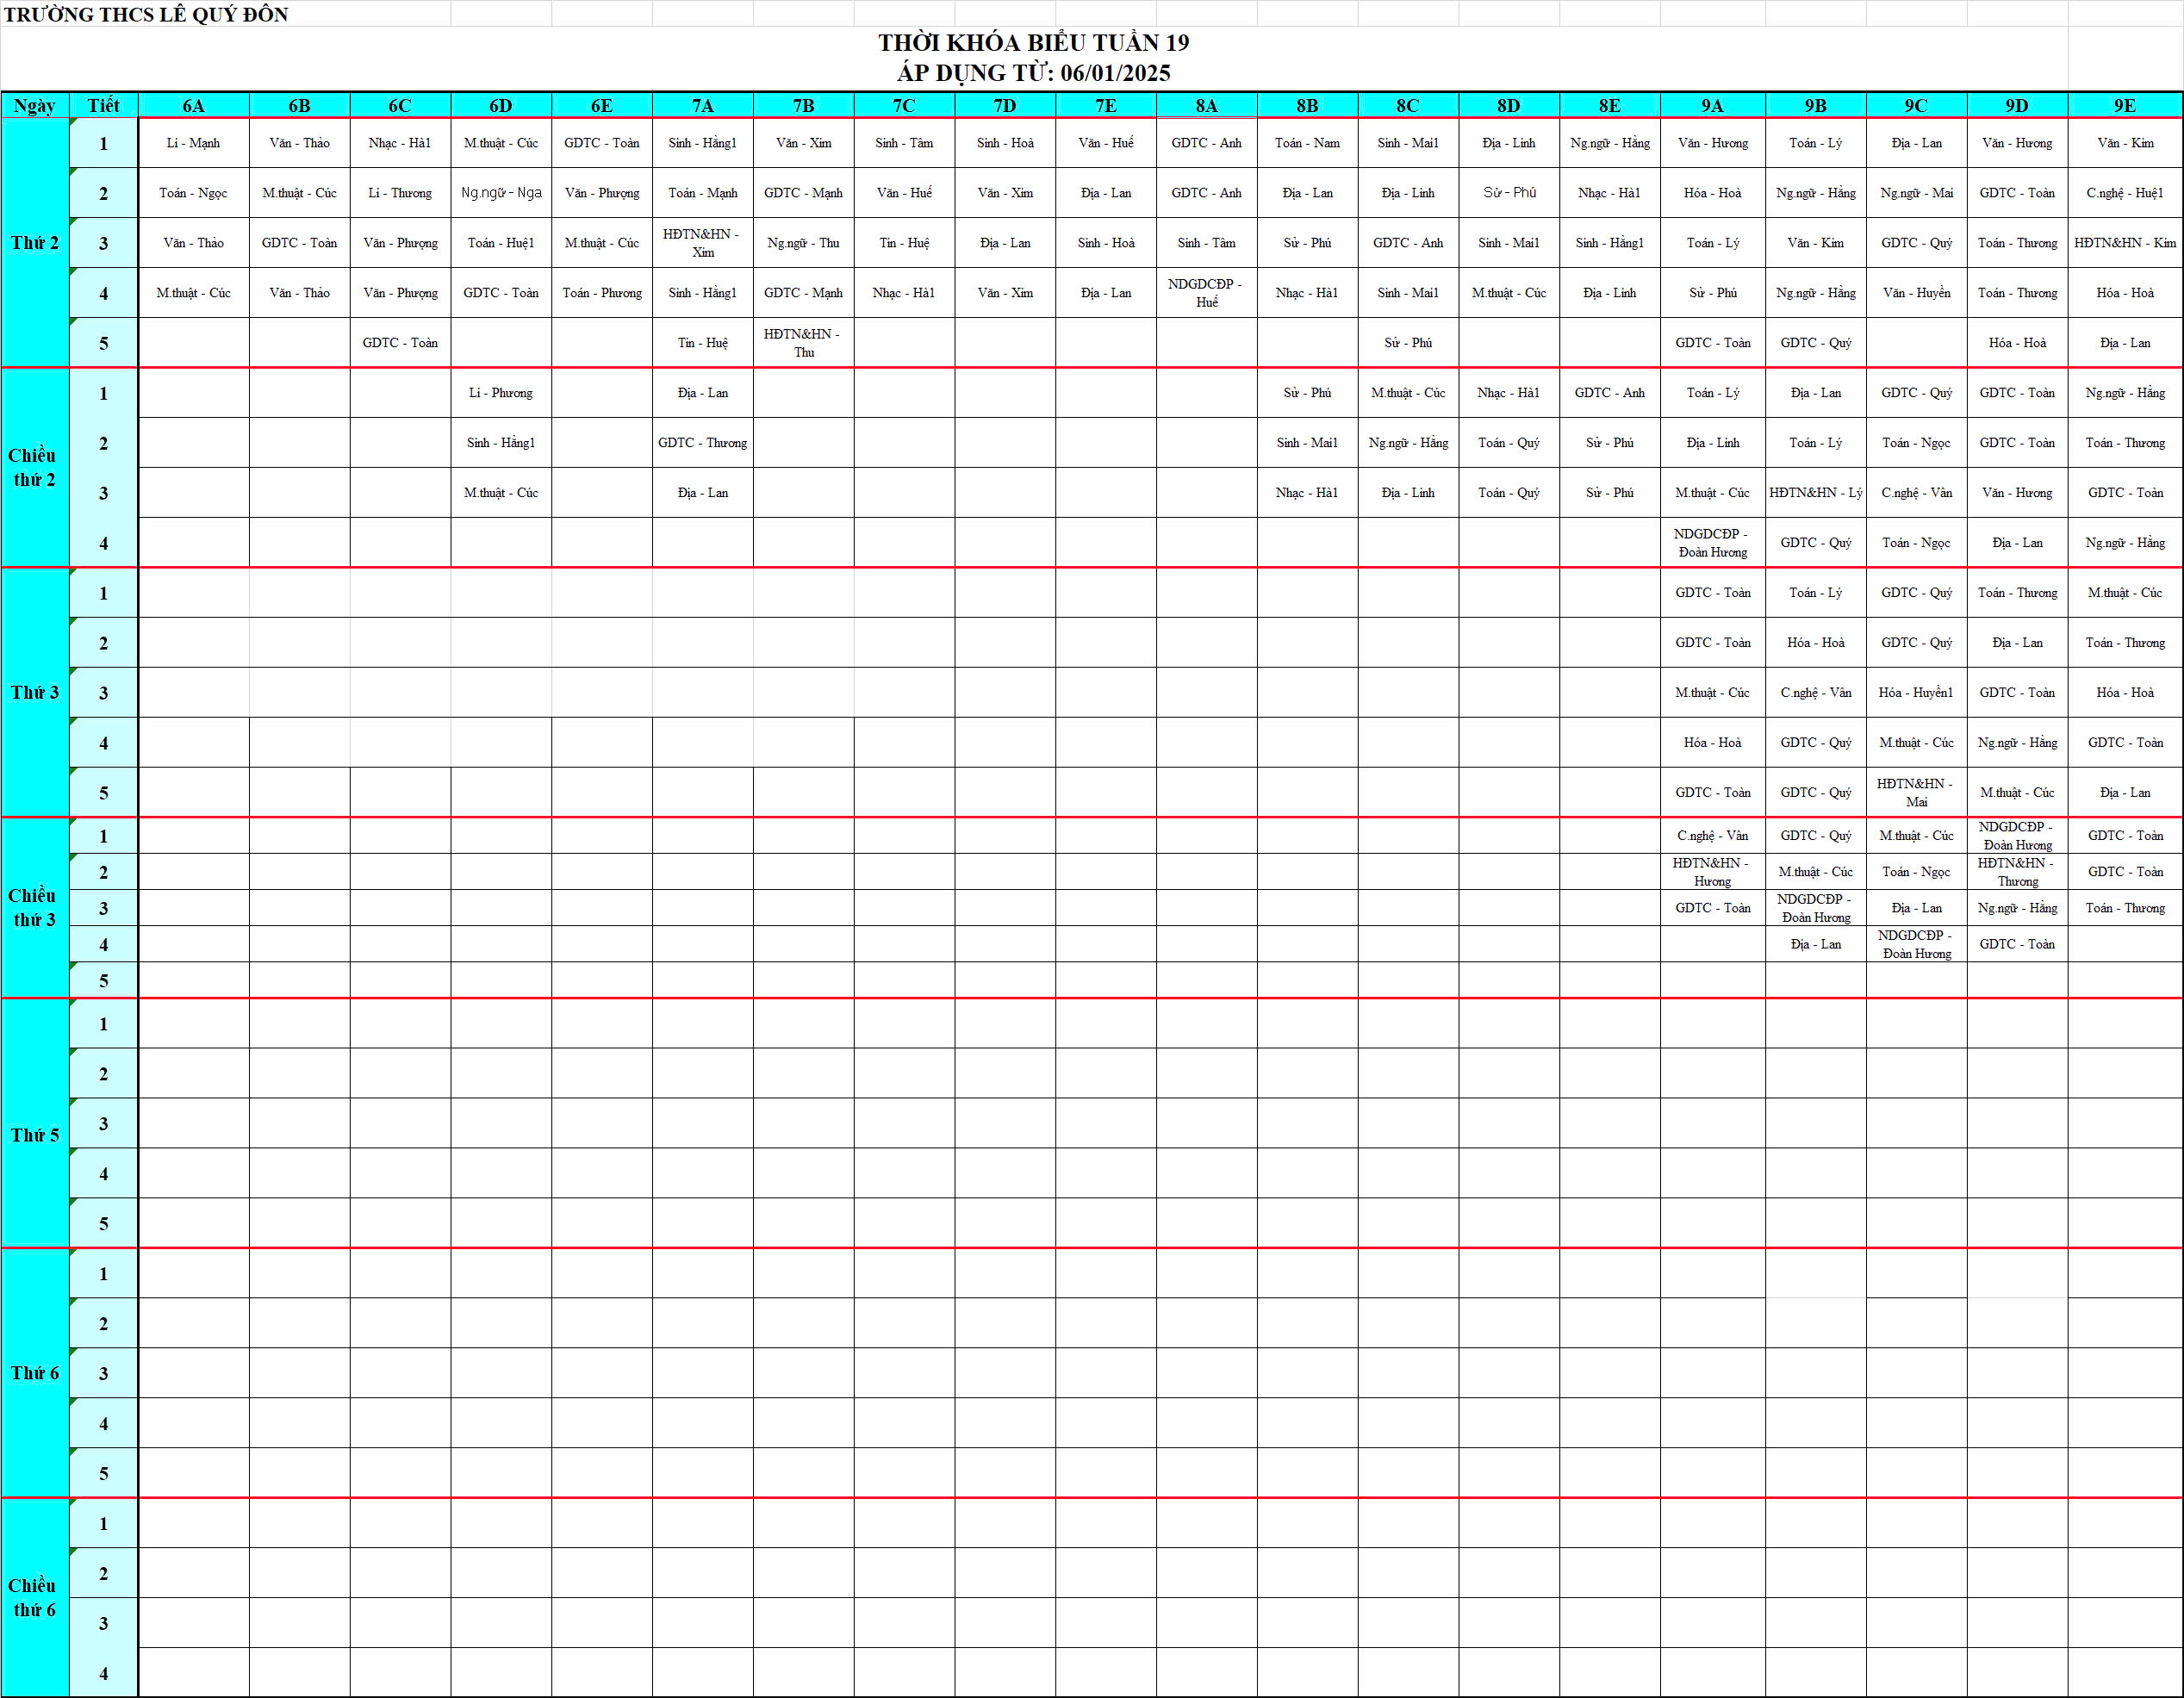 TRƯỜNG THCS LÊ QUÝ ĐÔN
THỜI KHÓA BIỂU TUẦN 19
ÁP DỤNG TỪ: 06/01/2025
Ngày Tiết 6A 6B 6C 6D 6E 7A 7B 7C 7D 7E 8A 8B 8C 8D 8E 9A 9B 9C 9D 9E
Thứ 2
1 Lí - Mạnh Văn - Thảo Nhạc - Hà1 M.thuật - Cúc GDTC - Toàn Sinh - Hằng1 Văn - Xim Sinh - Tâm Sinh - Hoà Văn - Huế GDTC - Anh Toán - Nam Sinh - Mai1 Địa - Linh Ng.ngữ - Hằng Văn - Hương Toán - Lý Địa - Lan Văn - Hương Văn - Kim
2 Toán - Ngọc M.thuật - Cúc Lí - Thương Ng.ngữ - Nga Văn - Phượng Toán - Mạnh GDTC - Mạnh Văn - Huế Văn - Xim Địa - Lan GDTC - Anh Địa - Lan Địa - Linh Sử - Phú Nhạc - Hà1 Hóa - Hoà Ng.ngữ - Hằng Ng.ngữ - Mai GDTC - Toàn C.nghệ - Huệ1
3 Văn - Thảo GDTC - Toàn Văn - Phượng Toán - Huệ1 M.thuật - Cúc HĐTN&HN - Xim Ng.ngữ - Thu Tin - Huệ Địa - Lan Sinh - Hoà Sinh - Tâm Sử - Phú GDTC - Anh Sinh - Mai1 Sinh - Hằng1 Toán - Lý Văn - Kim GDTC - Quý Toán - Thương HĐTN&HN - Kim
4 M.thuật - Cúc Văn - Thảo Văn - Phượng GDTC - Toàn Toán - Phương Sinh - Hằng1 GDTC - Mạnh Nhạc - Hà1 Văn - Xim Địa - Lan NDGDCĐP - Huế Nhạc - Hà1 Sinh - Mai1 M.thuật - Cúc Địa - Linh Sử - Phú Ng.ngữ - Hằng Văn - Huyền Toán - Thương Hóa - Hoà
5 GDTC - Toàn Tin - Huệ HĐTN&HN - Thu Sử - Phú GDTC - Toàn GDTC - Quý Hóa - Hoà Địa - Lan
Chiều thứ 2
1 Lí - Phương Địa - Lan Sử - Phú M.thuật - Cúc Nhạc - Hà1 GDTC - Anh Toán - Lý Địa - Lan GDTC - Quý GDTC - Toàn Ng.ngữ - Hằng
2 Sinh - Hằng1 GDTC - Thương Sinh - Mai1 Ng.ngữ - Hằng Toán - Quý Sử - Phú Địa - Linh Toán - Lý Toán - Ngọc GDTC - Toàn Toán - Thương
3 M.thuật - Cúc Địa - Lan Nhạc - Hà1 Địa - Linh Toán - Quý Sử - Phú M.thuật - Cúc HĐTN&HN - Lý C.nghệ - Vân Văn - Hương GDTC - Toàn
4 NDGDCĐP - Đoàn Hương GDTC - Quý Toán - Ngọc Địa - Lan Ng.ngữ - Hằng
Thứ 3
1 GDTC - Toàn Toán - Lý GDTC - Quý Toán - Thương M.thuật - Cúc
2 GDTC - Toàn Hóa - Hoà GDTC - Quý Địa - Lan Toán - Thương
3 M.thuật - Cúc C.nghệ - Vân Hóa - Huyền1 GDTC - Toàn Hóa - Hoà
4 Hóa - Hoà GDTC - Quý M.thuật - Cúc Ng.ngữ - Hằng GDTC - Toàn
5 GDTC - Toàn GDTC - Quý HĐTN&HN - Mai M.thuật - Cúc Địa - Lan
Chiều thứ 3
1 C.nghệ - Vân GDTC - Quý M.thuật - Cúc NDGDCĐP - Đoàn Hương GDTC - Toàn
2 HĐTN&HN - Hương M.thuật - Cúc Toán - Ngọc HĐTN&HN - Thương GDTC - Toàn
3 GDTC - Toàn NDGDCĐP - Đoàn Hương Địa - Lan Ng.ngữ - Hằng Toán - Thương
4 Địa - Lan NDGDCĐP - Đoàn Hương GDTC - Toàn
5
Thứ 5
1
2
3
4
5
Thứ 6
1
2
3
4
5
Chiều thứ 6
1
2
3
4